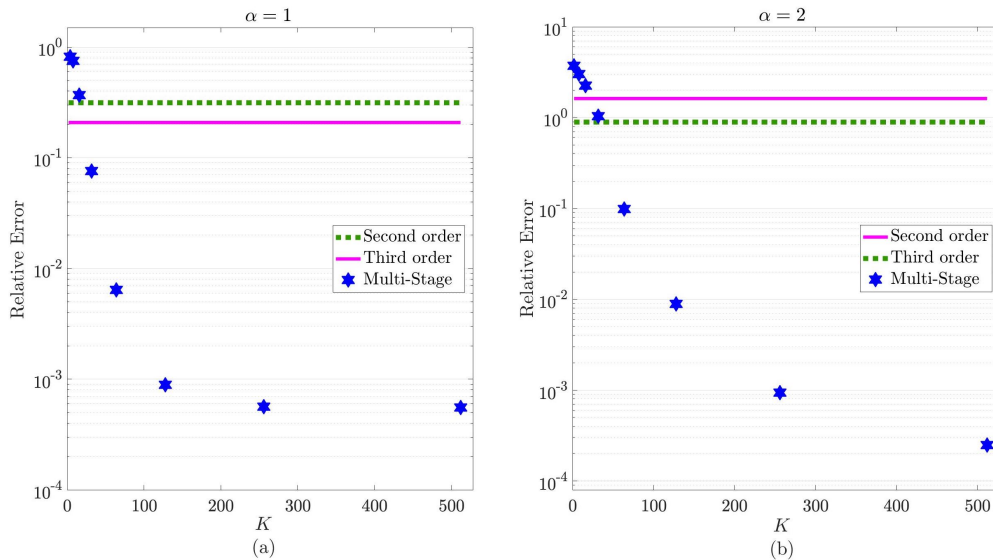 α = 1
10^0
10^-1
10^-2
10^-3
10^-4
Relative Error
Second order
Third order
Multi-Stage
0
100
200
300
400
500
K
(a)
α = 2
10^1
10^0
10^-1
10^-2
10^-3
10^-4
Relative Error
Second order
Third order
Multi-Stage
0
100
200
300
400
500
K
(b)